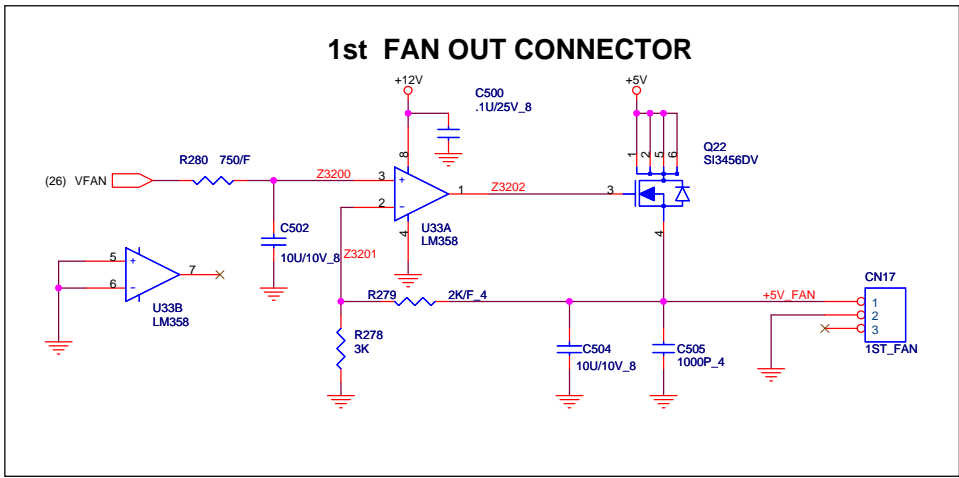 1st FAN OUT CONNECTOR
+12V
C500
.1U/25V_8
+5V
1 2 5 6
Q22
SI3456DV
8
R280 750/F
(26) VFAN
Z3200
3
+
1
Z3202
3
2
-
U33A
LM358
4
4
C502
10U/10V_8
Z3201
5
+
7
6
-
U33B
LM358
R279 2K/F_4
+5V_FAN
CN17
1
2
3
1ST_FAN
R278
3K
C504
10U/10V_8
C505
1000P_4